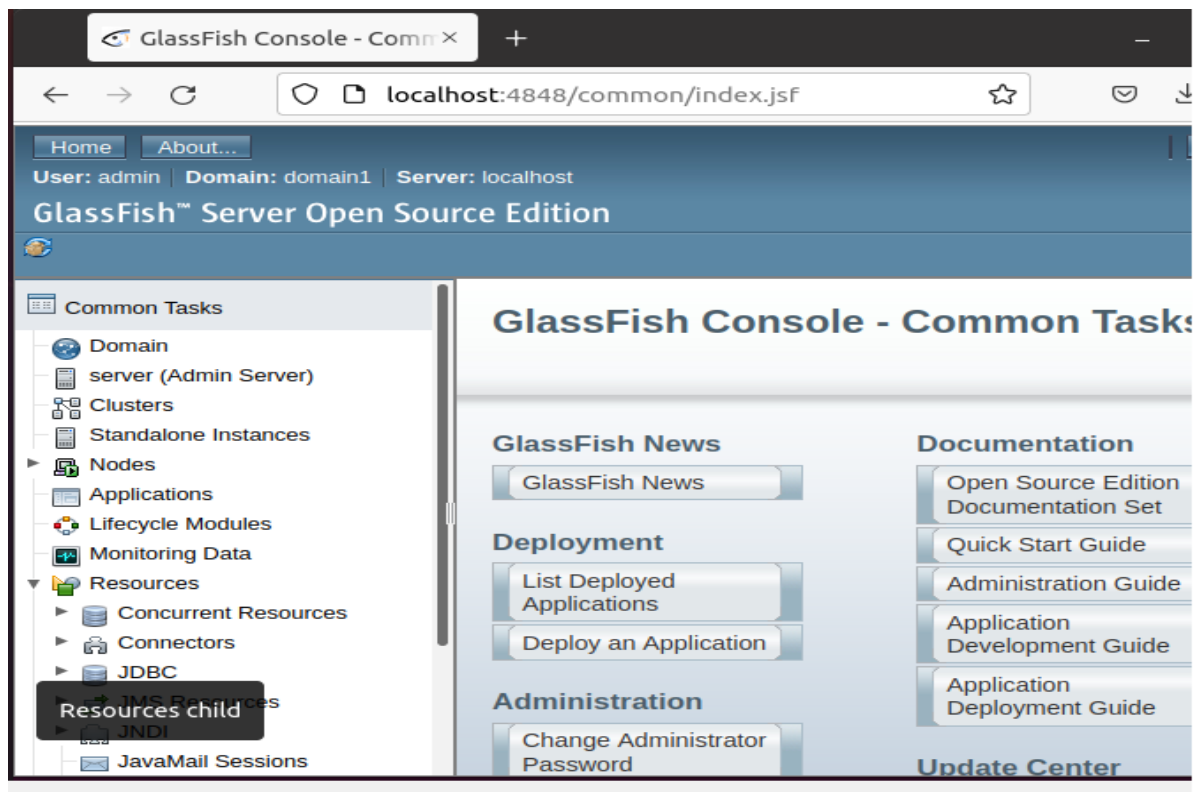 GlassFish Console - Comm
localhost:4848/common/index.jsf
Home About...
User: admin Domain: domain1 Server: localhost
GlassFish™ Server Open Source Edition
Common Tasks
Domain
server (Admin Server)
Clusters
Standalone Instances
Nodes
Applications
Lifecycle Modules
Monitoring Data
Resources
Concurrent Resources
Connectors
JDBC
JMS Resources
Resources child
JNDI
JavaMail Sessions
GlassFish Console - Common Tasks
GlassFish News
GlassFish News
Deployment
List Deployed
Applications
Deploy an Application
Administration
Change Administrator
Password
Documentation
Open Source Edition
Documentation Set
Quick Start Guide
Administration Guide
Application
Development Guide
Application
Deployment Guide
Update Center